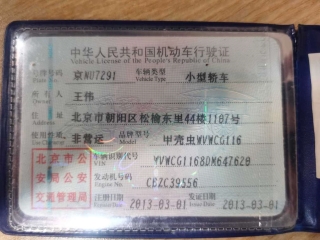 中华人民共和国机动车行驶证
Vehicle License of the People's Republic of China
号牌号码 京NU7Z91 车辆类型 Vehicle Type 小型轿车
所有人 王伟
Owner
住址 北京市朝阳区松榆东里44楼1107号
使用性质 非营运 品牌型号 Model 甲壳虫WVWCG116
北京市公
安局公安
交通管理局
车辆识别代号 VIN
发动机号码 Engine No. CBZC39556
注册日期 2013-03-01 发证日期 Issue Date 2013-03-01